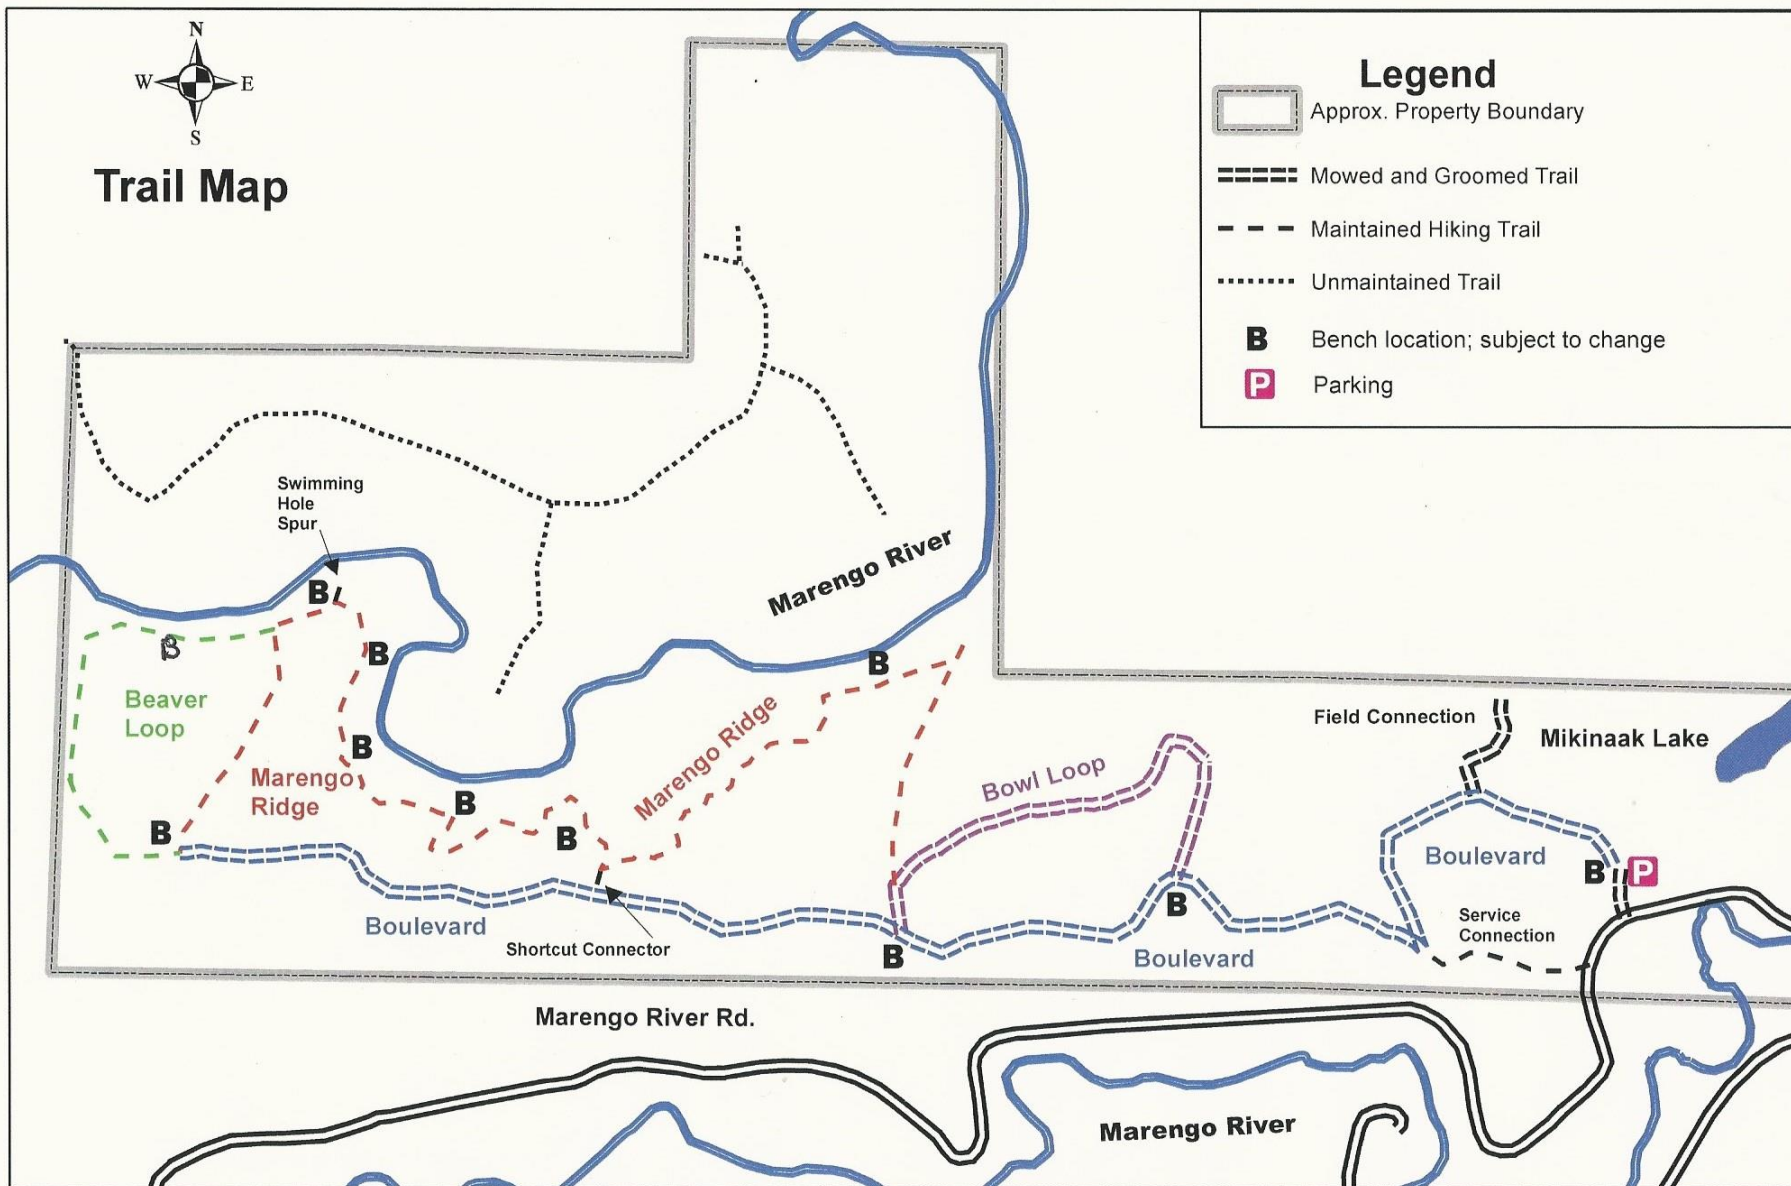 N
W E
S
Trail Map
Legend
Approx. Property Boundary
Mowed and Groomed Trail
Maintained Hiking Trail
Unmaintained Trail
B Bench location; subject to change
P Parking
Swimming
Hole
Spur
B
B
B
Beaver
Loop
B
B
Marengo
Ridge
B
B
B
Marengo River
B
Marengo Ridge
Bowl Loop
Field Connection
Mikinaak Lake
Boulevard
B P
Boulevard
Shortcut Connector
B
B
Boulevard
Service
Connection
Marengo River Rd.
Marengo River